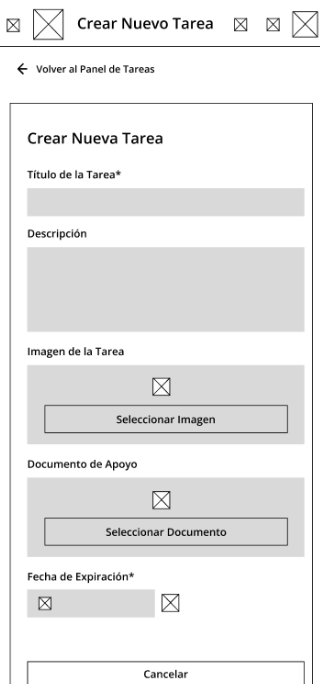 Crear Nuevo Tarea
Volver al Panel de Tareas
Crear Nueva Tarea
Título de la Tarea*
Descripción
Imagen de la Tarea
Seleccionar Imagen
Documento de Apoyo
Seleccionar Documento
Fecha de Expiración*
Cancelar